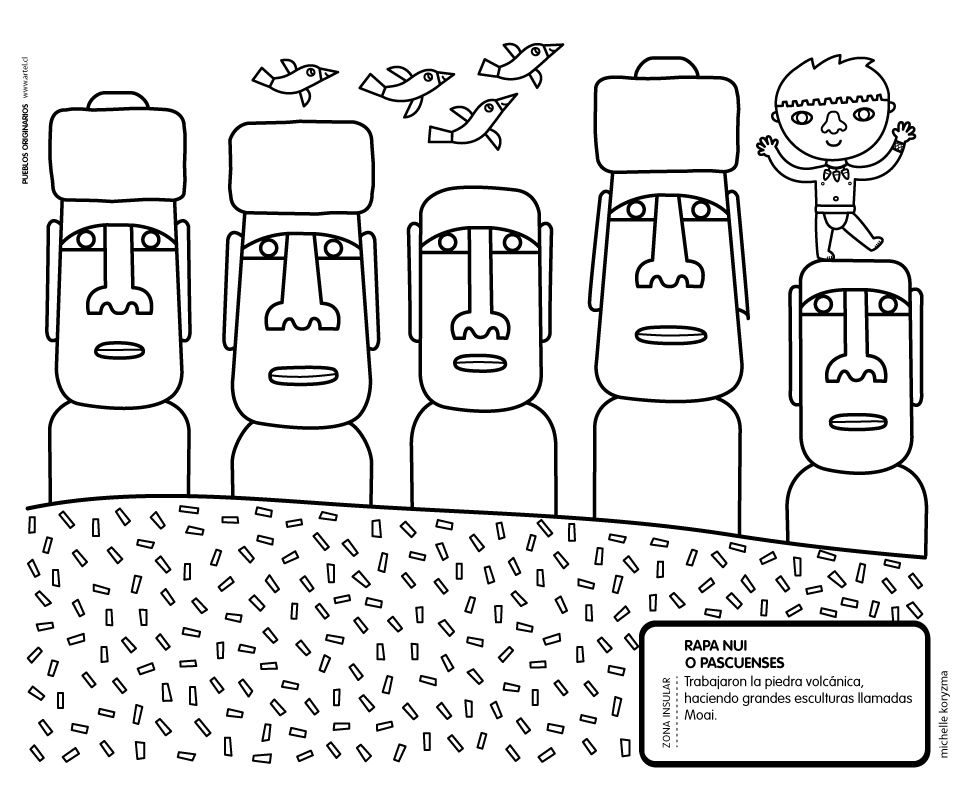 PUEBLOS ORIGINARIOS www.artel.cl
RAPA NUI
O PASCUENSES
ZONA INSULAR
Trabajaron la piedra volcánica,
haciendo grandes esculturas llamadas
Moai.
michelle koryzma